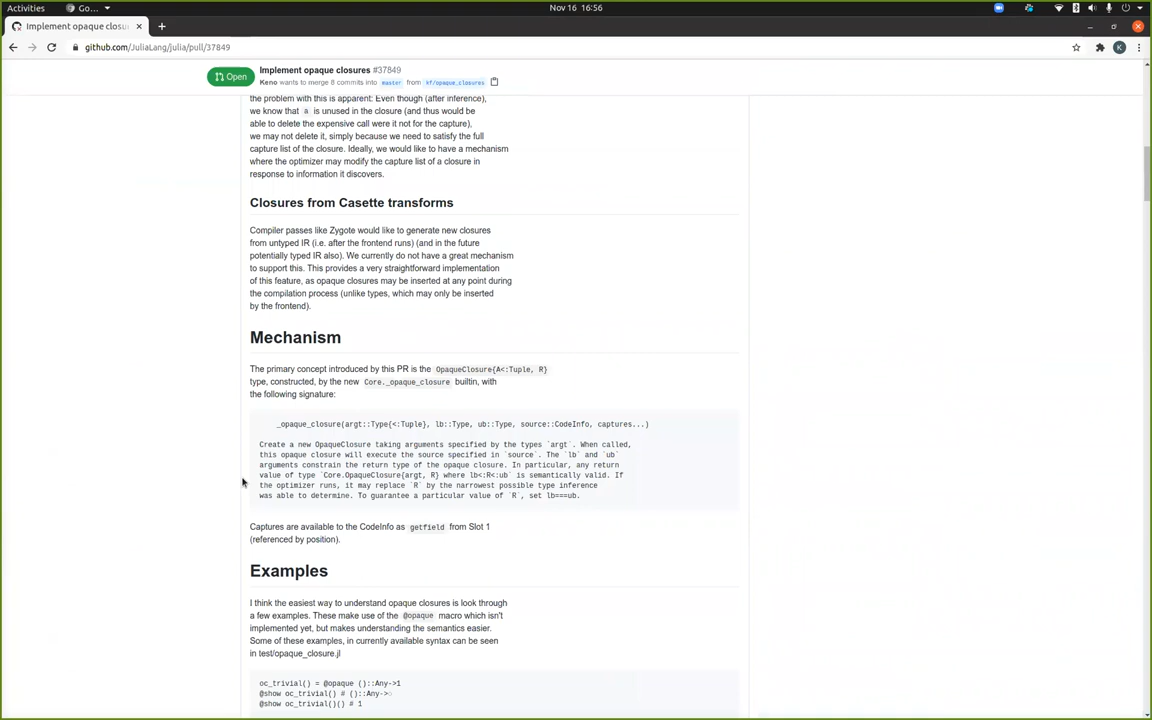 Activities
Go…
Nov 16 16:56
Implement opaque closu
github.com/JuliaLang/julia/pull/37849
K
Open
Implement opaque closures #37849
Keno wants to merge 8 commits into master from kf/opaque_closures
the problem with this is apparent: Even though (after inference),
we know that a is unused in the closure (and thus would be
able to delete the expensive call were it not for the capture),
we may not delete it, simply because we need to satisfy the full
capture list of the closure. Ideally, we would like to have a mechanism
where the optimizer may modify the capture list of a closure in
response to information it discovers.
Closures from Casette transforms
Compiler passes like Zygote would like to generate new closures
from untyped IR (i.e. after the frontend runs) (and in the future
potentially typed IR also). We currently do not have a great mechanism
to support this. This provides a very straightforward implementation
of this feature, as opaque closures may be inserted at any point during
the compilation process (unlike types, which may only be inserted
by the frontend).
Mechanism
The primary concept introduced by this PR is the OpaqueClosure{A<:Tuple, R}
type, constructed, by the new Core._opaque_closure builtin, with
the following signature:
_opaque_closure(argt::Type{<:Tuple}, lb::Type, ub::Type, source::CodeInfo, captures...)
Create a new OpaqueClosure taking arguments specified by the types `argt`. When called,
this opaque closure will execute the source specified in `source`. The `lb` and `ub`
arguments constrain the return type of the opaque closure. In particular, any return
value of type `Core.OpaqueClosure{argt, R} where lb<:R<:ub` is semantically valid. If
the optimizer runs, it may replace `R` by the narrowest possible type inference
was able to determine. To guarantee a particular value of `R`, set lb===ub.
Captures are available to the CodeInfo as getfield from Slot 1
(referenced by position).
Examples
I think the easiest way to understand opaque closures is look through
a few examples. These make use of the @opaque macro which isn't
implemented yet, but makes understanding the semantics easier.
Some of these examples, in currently available syntax can be seen
in test/opaque_closure.jl
oc_trivial() = @opaque ()::Any->1
@show oc_trivial() # ()::Any->◌
@show oc_trivial()() # 1